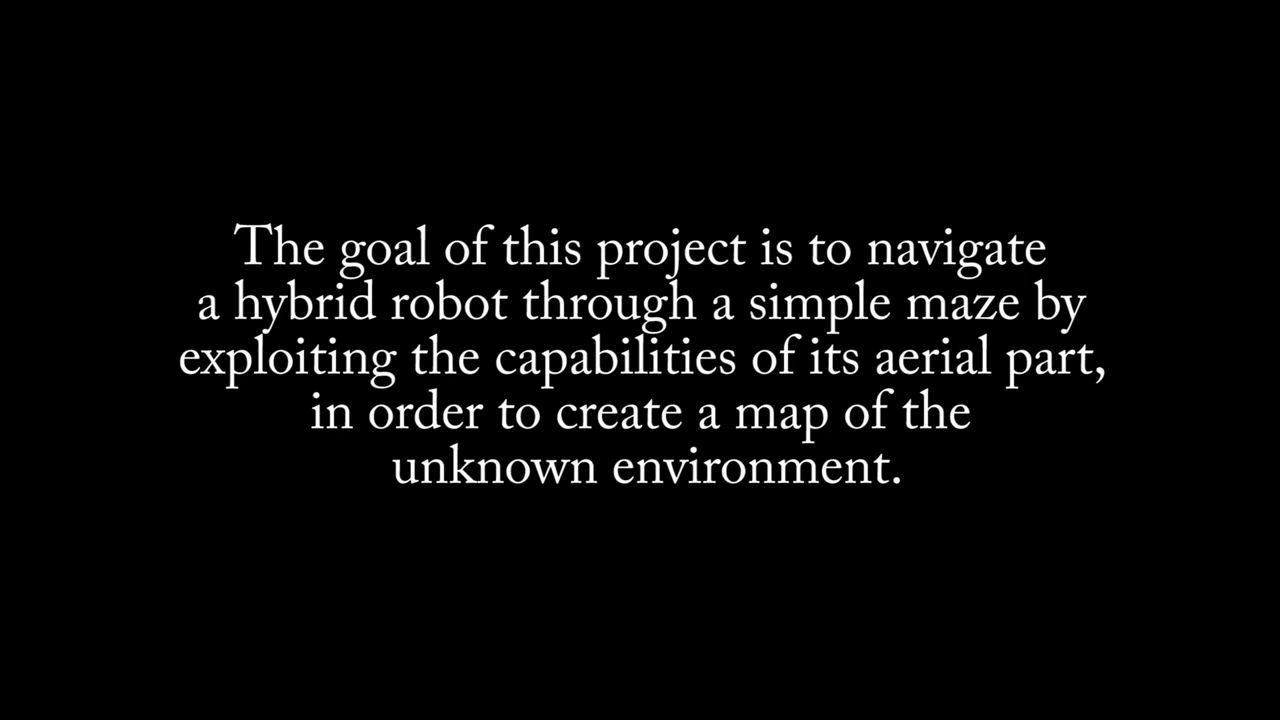 The goal of this project is to navigate
a hybrid robot through a simple maze by
exploiting the capabilities of its aerial part,
in order to create a map of the
unknown environment.